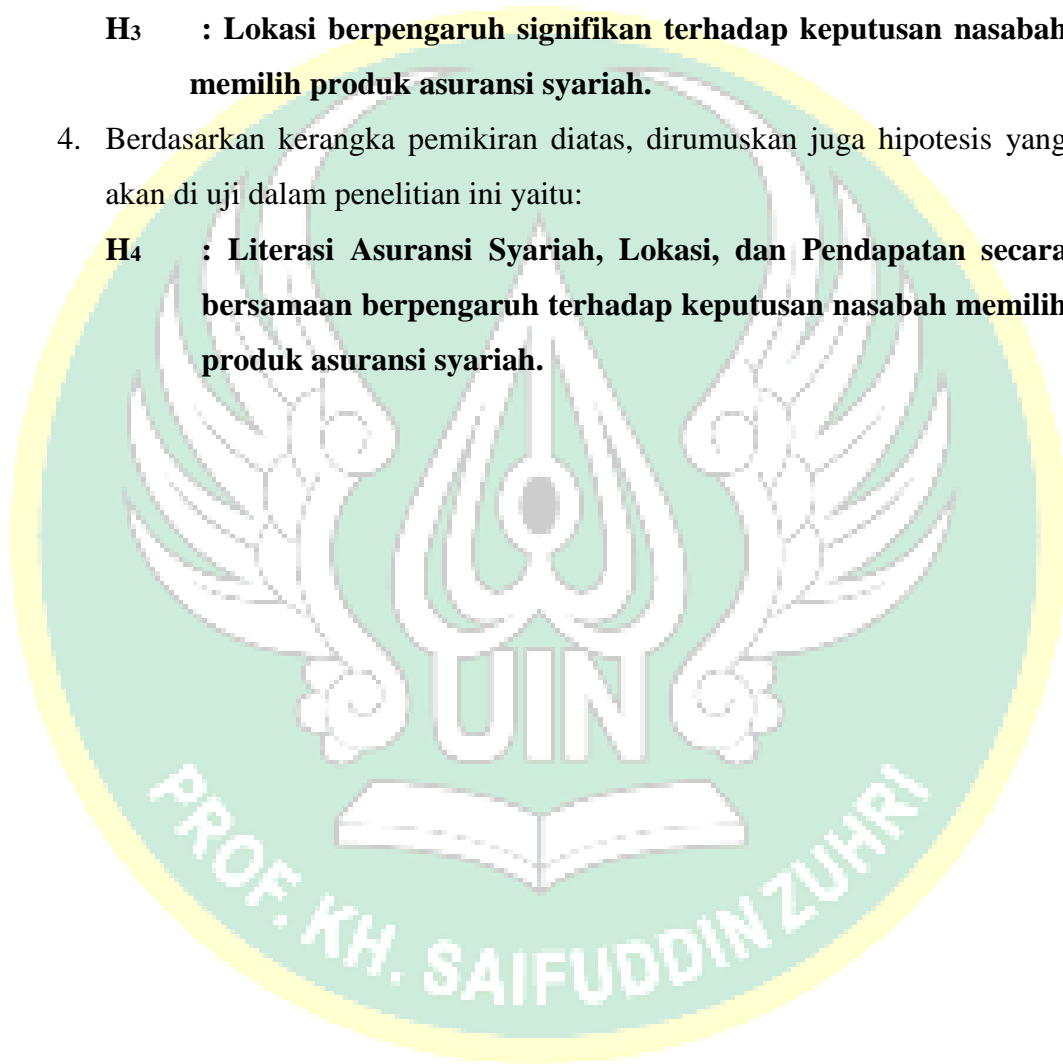 H3 : Lokasi berpengaruh signifikan terhadap keputusan nasabah
memilih produk asuransi syariah.
4. Berdasarkan kerangka pemikiran diatas, dirumuskan juga hipotesis yang
akan di uji dalam penelitian ini yaitu:
H4 : Literasi Asuransi Syariah, Lokasi, dan Pendapatan secara
bersamaan berpengaruh terhadap keputusan nasabah memilih
produk asuransi syariah.
UIN
PROF. KH. SAIFUDDIN ZUHRI